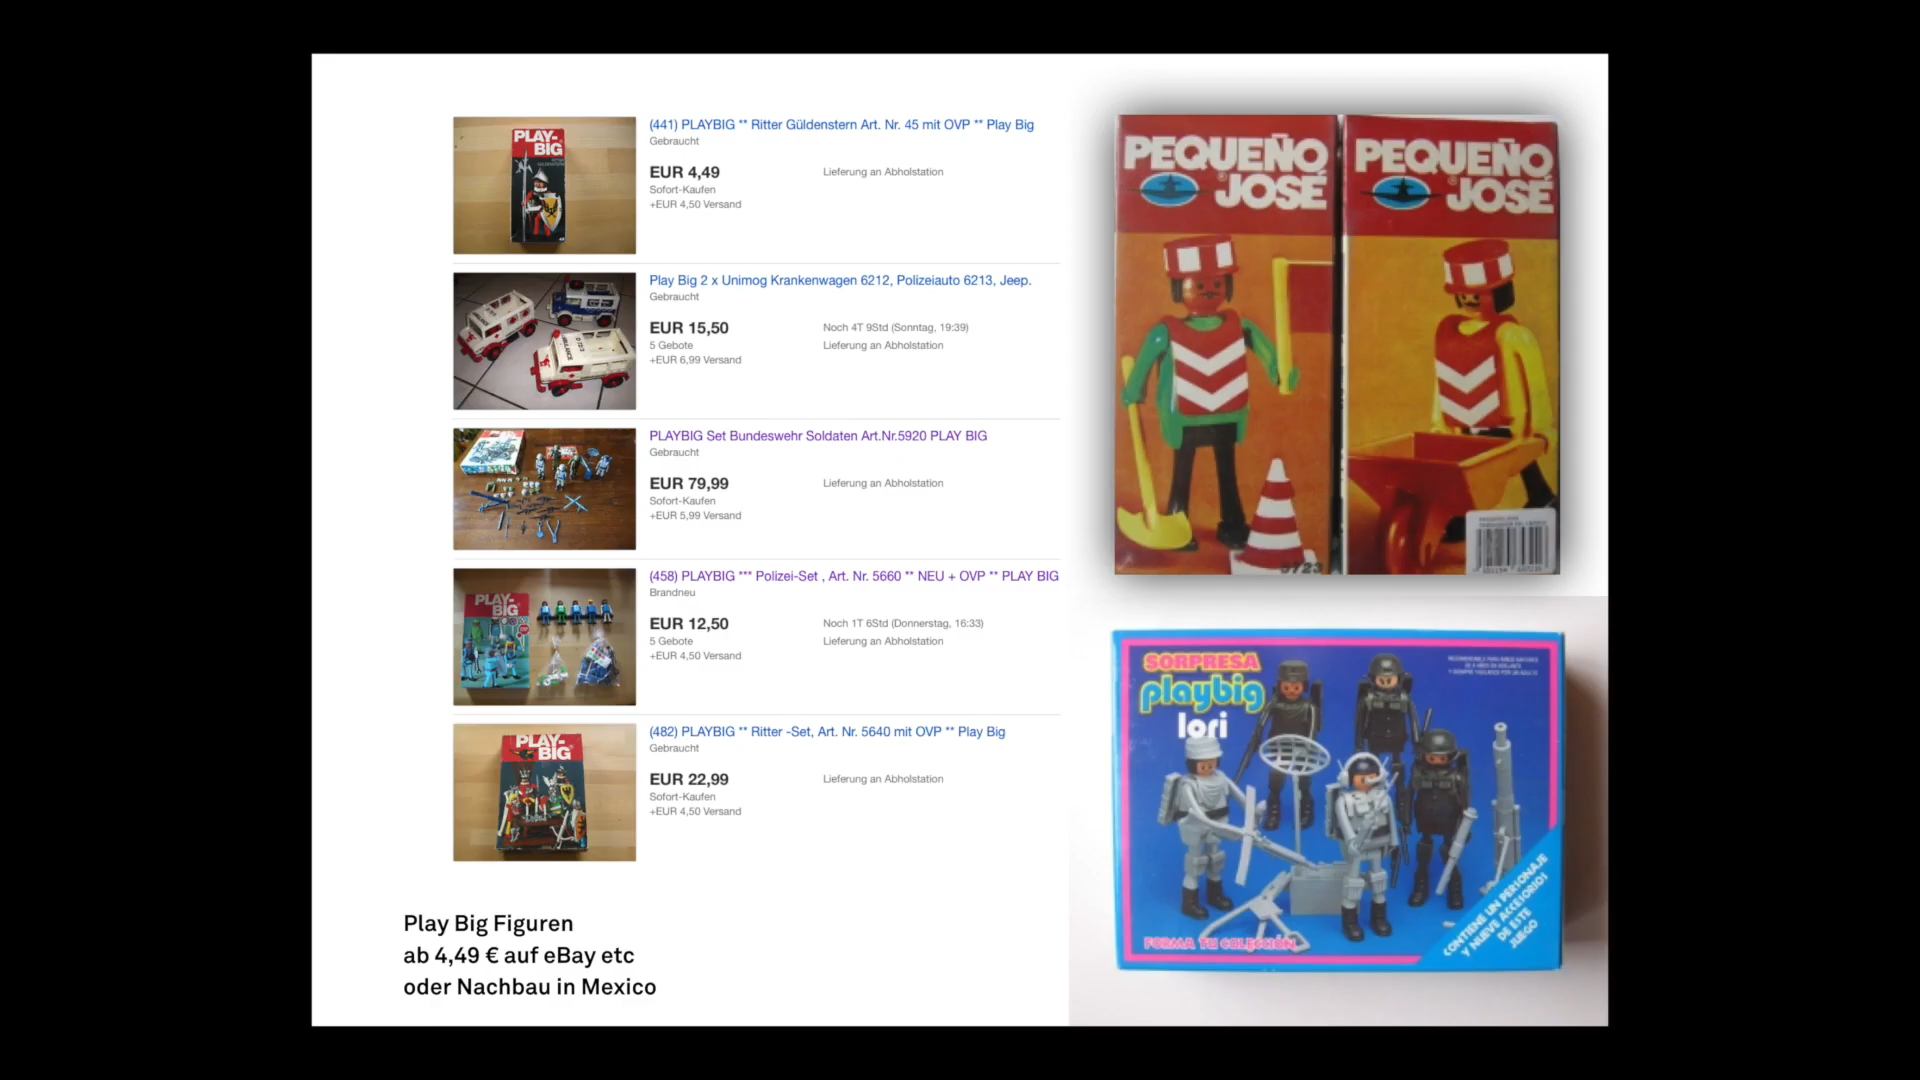 PLAY-
BIG
(441) PLAYBIG ** Ritter Güldenstern Art. Nr. 45 mit OVP ** Play Big
Gebraucht
EUR 4,49
Lieferung an Abholstation
Sofort-Kaufen
+EUR 4,50 Versand
Play Big 2 x Unimog Krankenwagen 6212, Polizeiauto 6213, Jeep.
Gebraucht
EUR 15,50
Noch 4T 9Std (Sonntag, 19:39)
5 Gebote
Lieferung an Abholstation
+EUR 6,99 Versand
PLAYBIG Set Bundeswehr Soldaten Art.Nr.5920 PLAY BIG
Gebraucht
EUR 79,99
Lieferung an Abholstation
Sofort-Kaufen
+EUR 5,99 Versand
PLAY-
BIG
(458) PLAYBIG *** Polizei-Set , Art. Nr. 5660 ** NEU + OVP ** PLAY BIG
Brandneu
EUR 12,50
Noch 1T 6Std (Donnerstag, 16:33)
5 Gebote
Lieferung an Abholstation
+EUR 4,50 Versand
PLAY-
BIG
(482) PLAYBIG ** Ritter -Set, Art. Nr. 5640 mit OVP ** Play Big
Gebraucht
EUR 22,99
Lieferung an Abholstation
Sofort-Kaufen
+EUR 4,50 Versand
Play Big Figuren
ab 4,49 € auf eBay etc
oder Nachbau in Mexico
PEQUEÑO
JOSÉ
PEQUEÑO
JOSÉ
5723
SORPRESA
playbig
lori
CONTIENE UN PERSONAJE
Y NUEVE ACCESORIOS
DE ESTE
JUEGO
FORMA TU COLECCIÓN